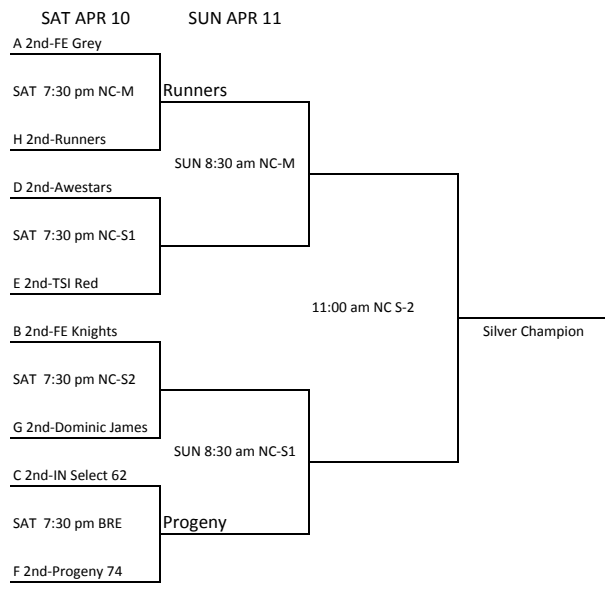 SAT APR 10 SUN APR 11
A 2nd-FE Grey
SAT 7:30 pm NC-M Runners
H 2nd-Runners
SUN 8:30 am NC-M
D 2nd-Awestars
SAT 7:30 pm NC-S1
E 2nd-TSI Red
11:00 am NC S-2
B 2nd-FE Knights Silver Champion
SAT 7:30 pm NC-S2
G 2nd-Dominic James
SUN 8:30 am NC-S1
C 2nd-IN Select 62
SAT 7:30 pm BRE Progeny
F 2nd-Progeny 74